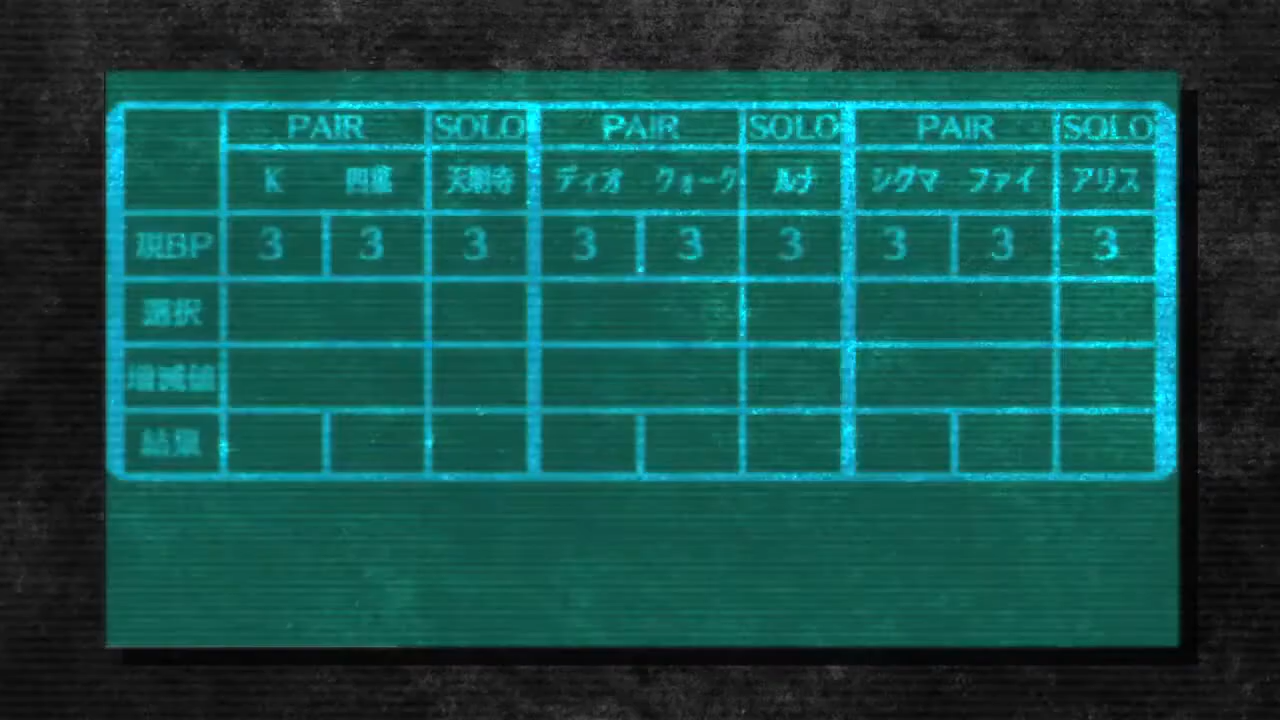 PAIR SOLO PAIR SOLO PAIR SOLO
K 四葉 天明寺 ディオ クォーク ルナ シグマ ファイ アリス
現BP 3 3 3 3 3 3 3 3 3
選択
増減値
結果